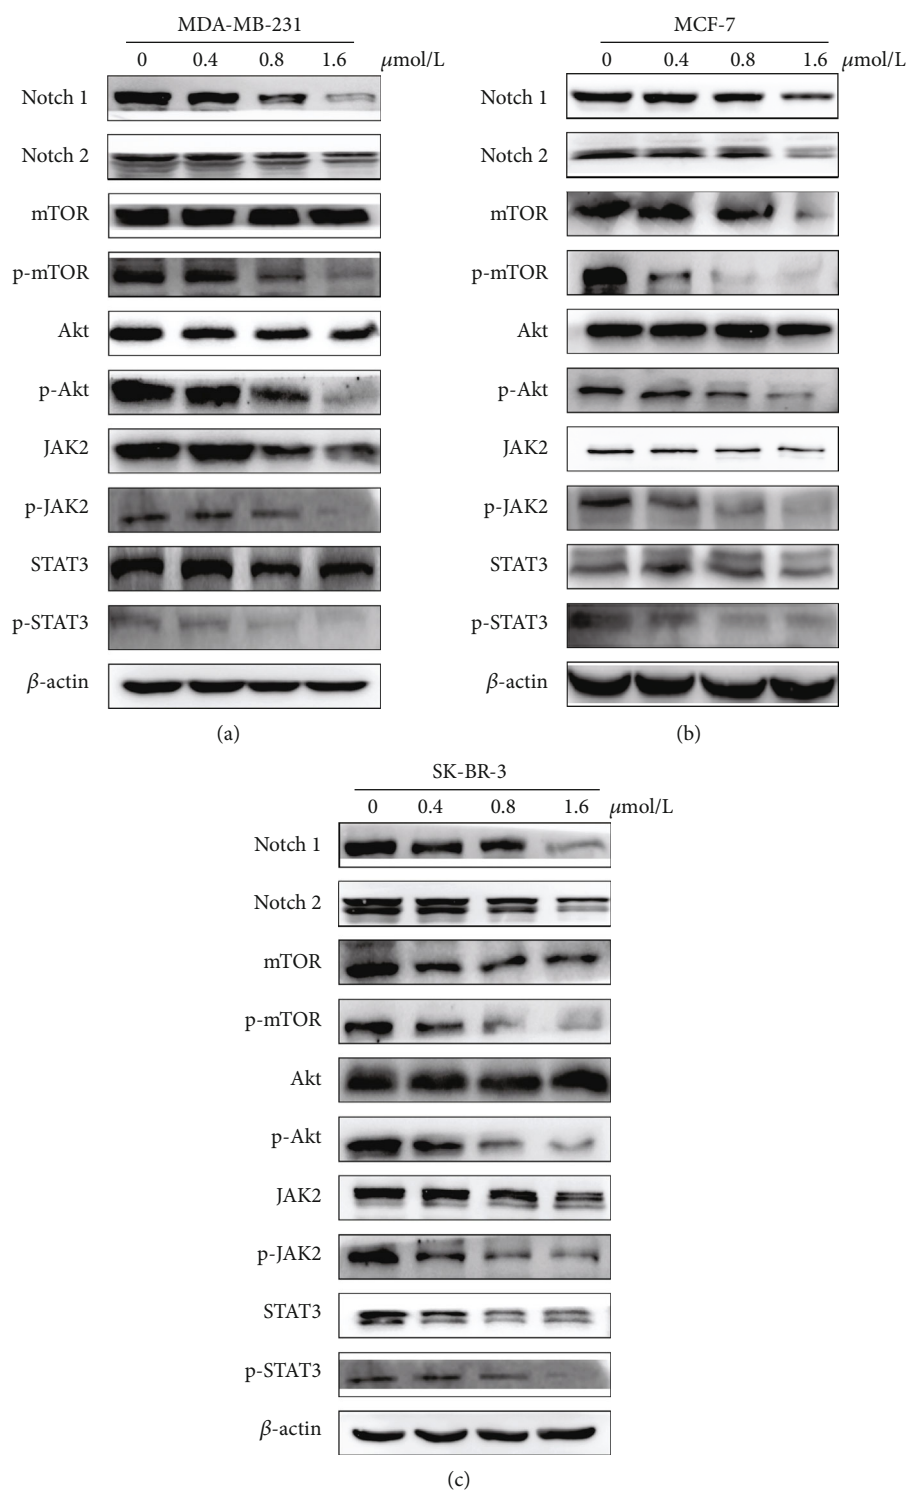 MDA-MB-231
0 0.4 0.8 1.6 μmol/L
Notch 1
Notch 2
mTOR
p-mTOR
Akt
p-Akt
JAK2
p-JAK2
STAT3
p-STAT3
β-actin
(a)
MCF-7
0 0.4 0.8 1.6 μmol/L
Notch 1
Notch 2
mTOR
p-mTOR
Akt
p-Akt
JAK2
p-JAK2
STAT3
p-STAT3
β-actin
(b)
SK-BR-3
0 0.4 0.8 1.6 μmol/L
Notch 1
Notch 2
mTOR
p-mTOR
Akt
p-Akt
JAK2
p-JAK2
STAT3
p-STAT3
β-actin
(c)